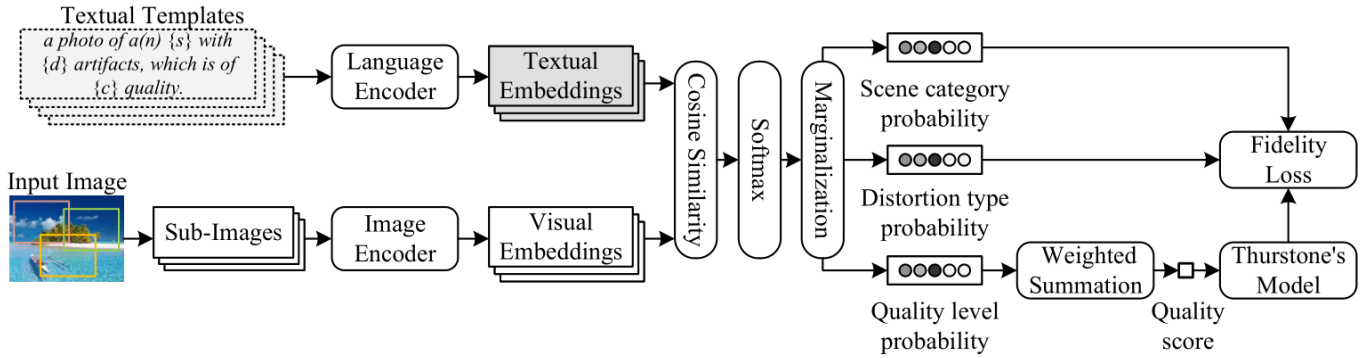 Textual Templates
a photo of a(n) {s} with
{d} artifacts, which is of
{c} quality.
Language
Encoder
Textual
Embeddings
Input Image
Sub-Images
Image
Encoder
Visual
Embeddings
Cosine Similarity
Softmax
Marginalization
Scene category
probability
Distortion type
probability
Quality level
probability
Weighted
Summation
Quality
score
Fidelity
Loss
Thurstone's
Model